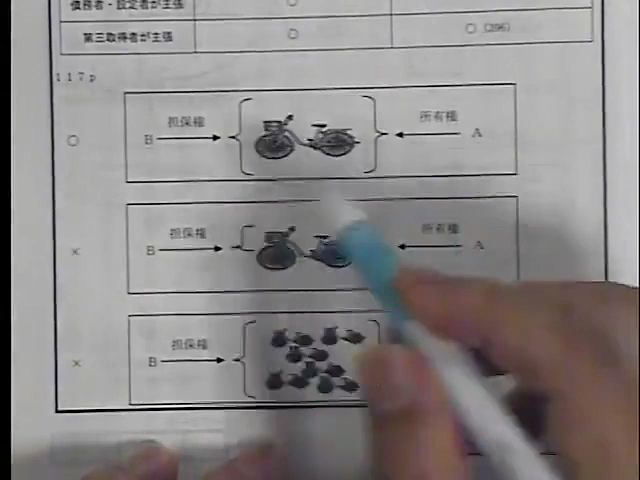 債務者・設定者が主張 ○
第三取得者が主張 ○ ○ (396)
117p
○ B 担保権 所有権 A
× B 担保権 所有権 A
× B 担保権